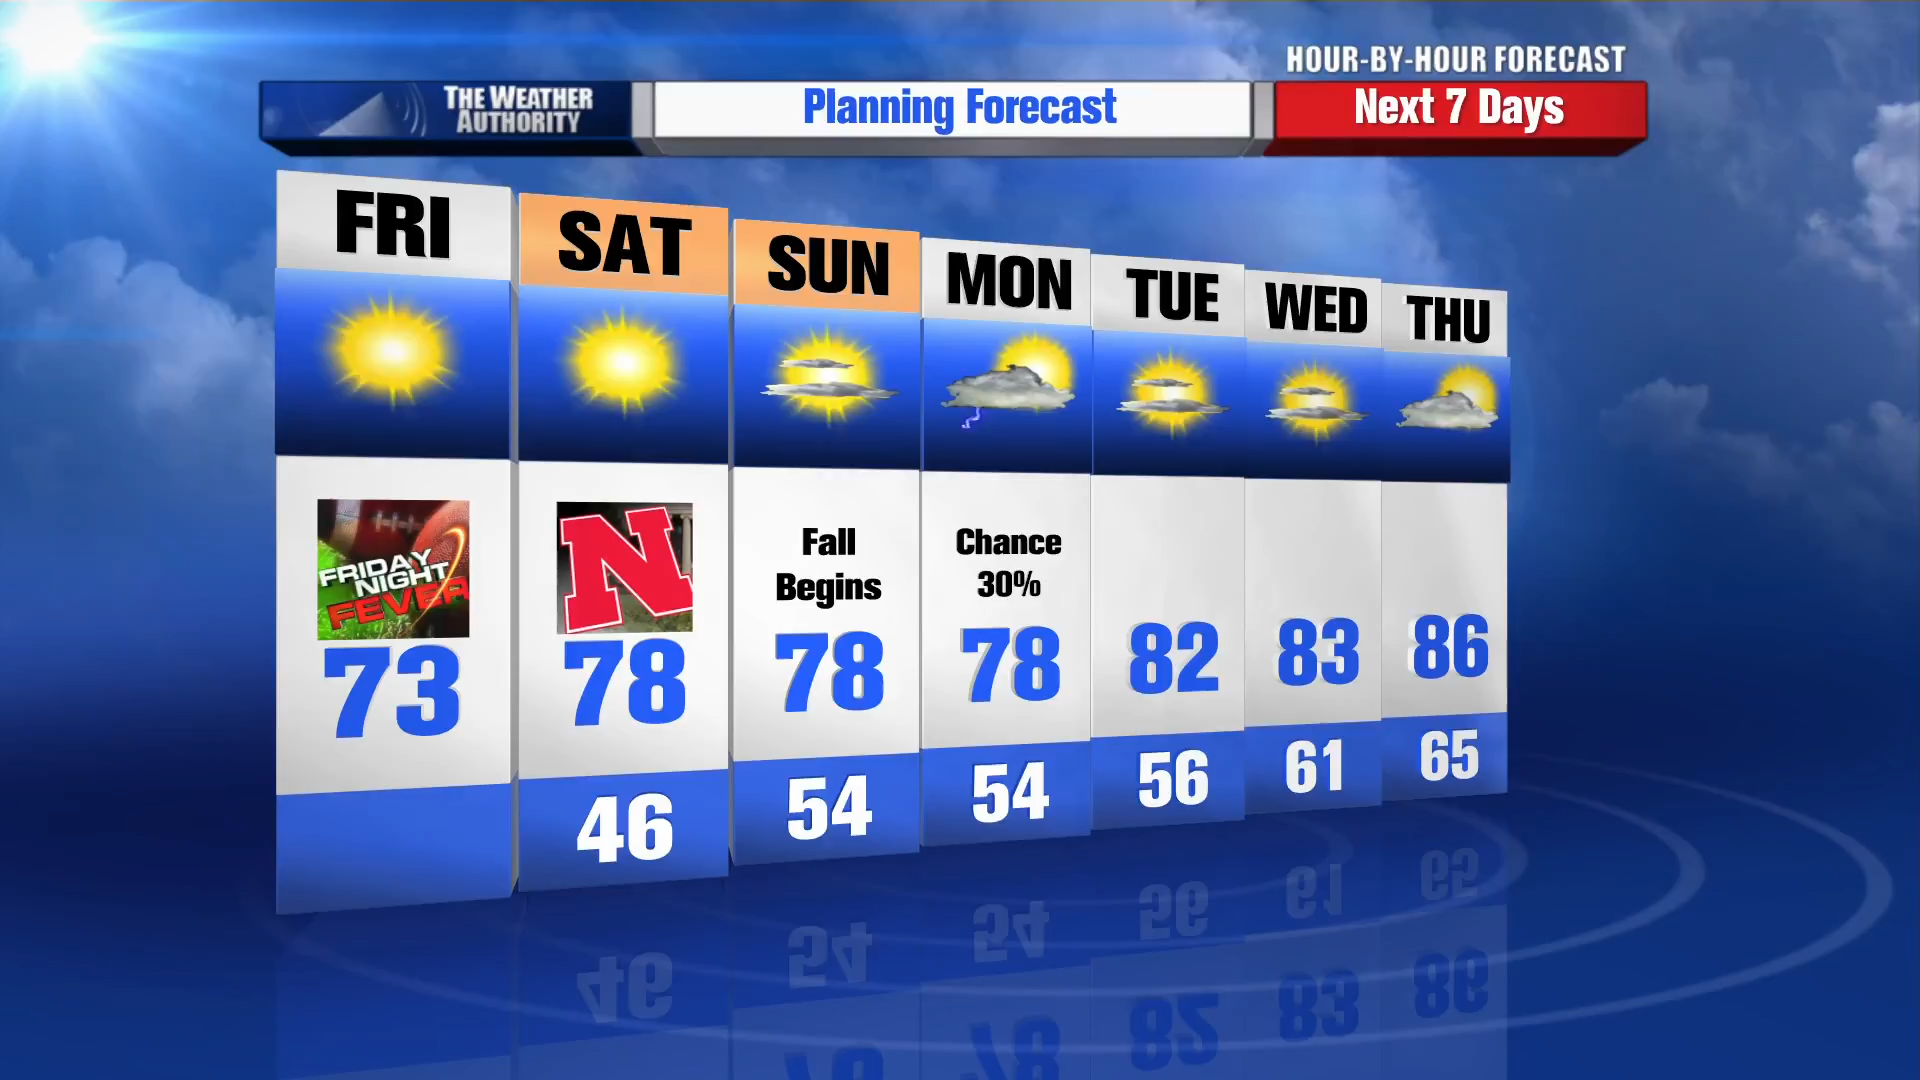 HOUR-BY-HOUR FORECAST
THE WEATHER
AUTHORITY
Planning Forecast
Next 7 Days
FRI
SAT
SUN
MON
TUE
WED
THU
FRIDAY
NIGHT
FEVER
N
Fall
Begins
Chance
30%
73
78
78
78
82
83
86
46
54
54
56
61
65